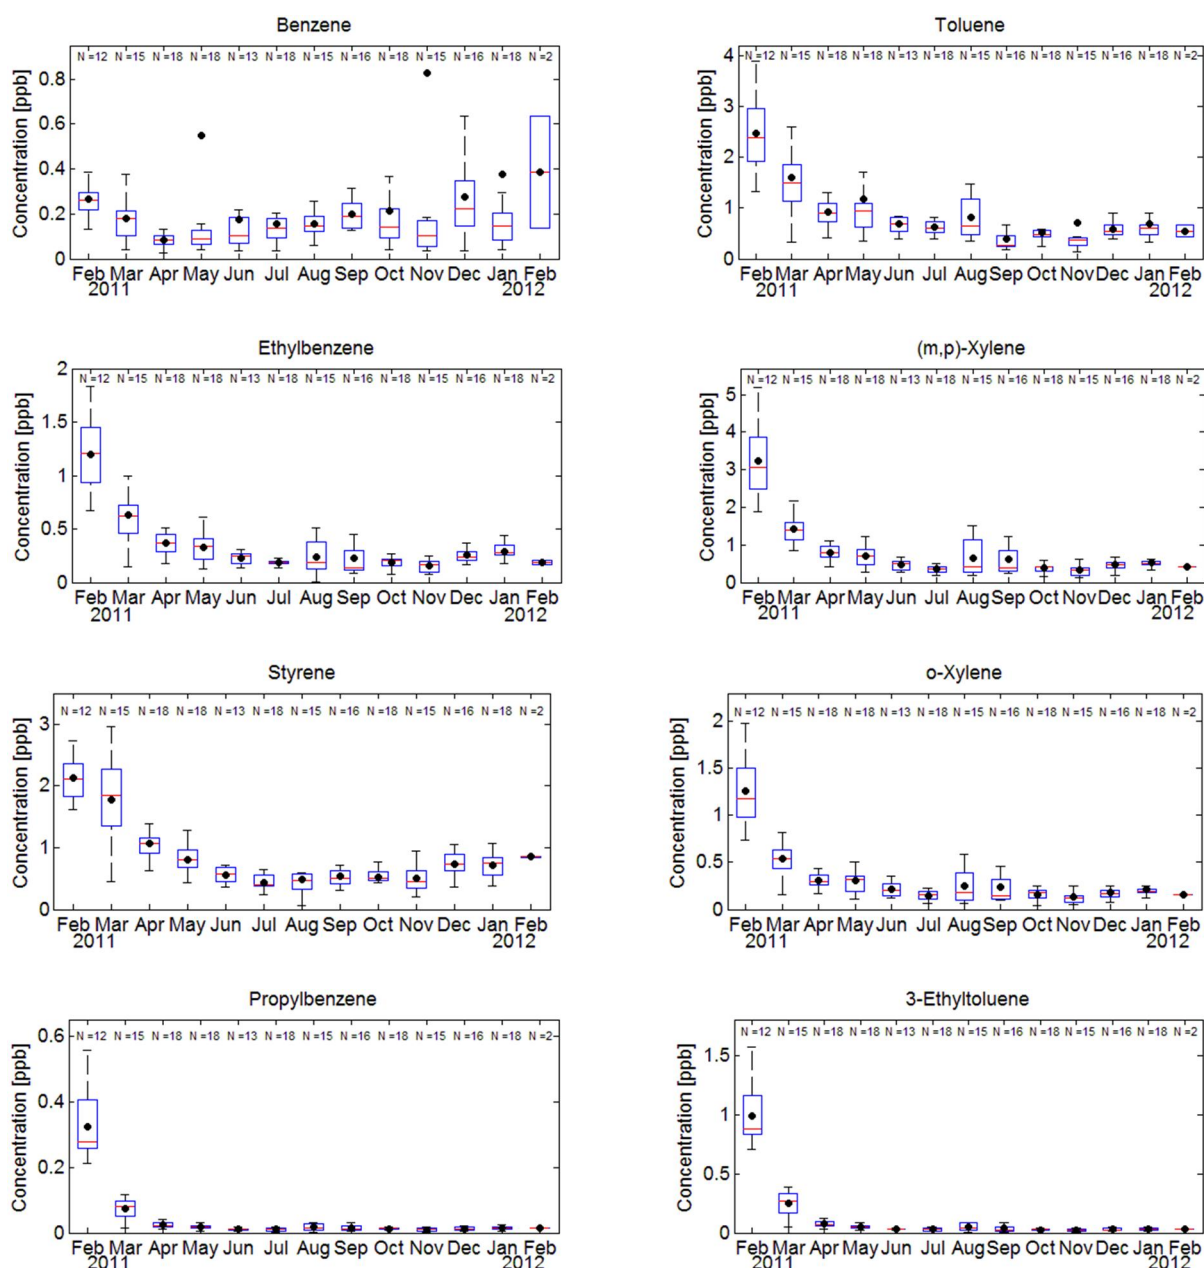 Benzene
Concentration [ppb]
0.8
0.6
0.4
0.2
0
N =12 N =15 N =18 N =18 N =13 N =18 N =18 N =16 N =18 N =15 N =16 N =18 N =2
Feb Mar Apr May Jun Jul Aug Sep Oct Nov Dec Jan Feb
2011 2012
Toluene
Concentration [ppb]
4
3
2
1
0
N =12 N =15 N =18 N =18 N =13 N =18 N =18 N =16 N =18 N =15 N =16 N =18 N =2
Feb Mar Apr May Jun Jul Aug Sep Oct Nov Dec Jan Feb
2011 2012
Ethylbenzene
Concentration [ppb]
2
1.5
1
0.5
0
N =12 N =15 N =18 N =18 N =13 N =18 N =18 N =16 N =18 N =15 N =16 N =18 N =2
Feb Mar Apr May Jun Jul Aug Sep Oct Nov Dec Jan Feb
2011 2012
(m,p)-Xylene
Concentration [ppb]
5
4
3
2
1
0
N =12 N =15 N =18 N =18 N =13 N =18 N =18 N =16 N =18 N =15 N =16 N =18 N =2
Feb Mar Apr May Jun Jul Aug Sep Oct Nov Dec Jan Feb
2011 2012
Styrene
Concentration [ppb]
3
2
1
0
N =12 N =15 N =18 N =18 N =13 N =18 N =18 N =16 N =18 N =15 N =16 N =18 N =2
Feb Mar Apr May Jun Jul Aug Sep Oct Nov Dec Jan Feb
2011 2012
o-Xylene
Concentration [ppb]
2
1.5
1
0.5
0
N =12 N =15 N =18 N =18 N =13 N =18 N =18 N =16 N =18 N =15 N =16 N =18 N =2
Feb Mar Apr May Jun Jul Aug Sep Oct Nov Dec Jan Feb
2011 2012
Propylbenzene
Concentration [ppb]
0.6
0.4
0.2
0
N =12 N =15 N =18 N =18 N =13 N =18 N =18 N =16 N =18 N =15 N =16 N =18 N =2
Feb Mar Apr May Jun Jul Aug Sep Oct Nov Dec Jan Feb
2011 2012
3-Ethyltoluene
Concentration [ppb]
1.5
1
0.5
0
N =12 N =15 N =18 N =18 N =13 N =18 N =18 N =16 N =18 N =15 N =16 N =18 N =2
Feb Mar Apr May Jun Jul Aug Sep Oct Nov Dec Jan Feb
2011 2012